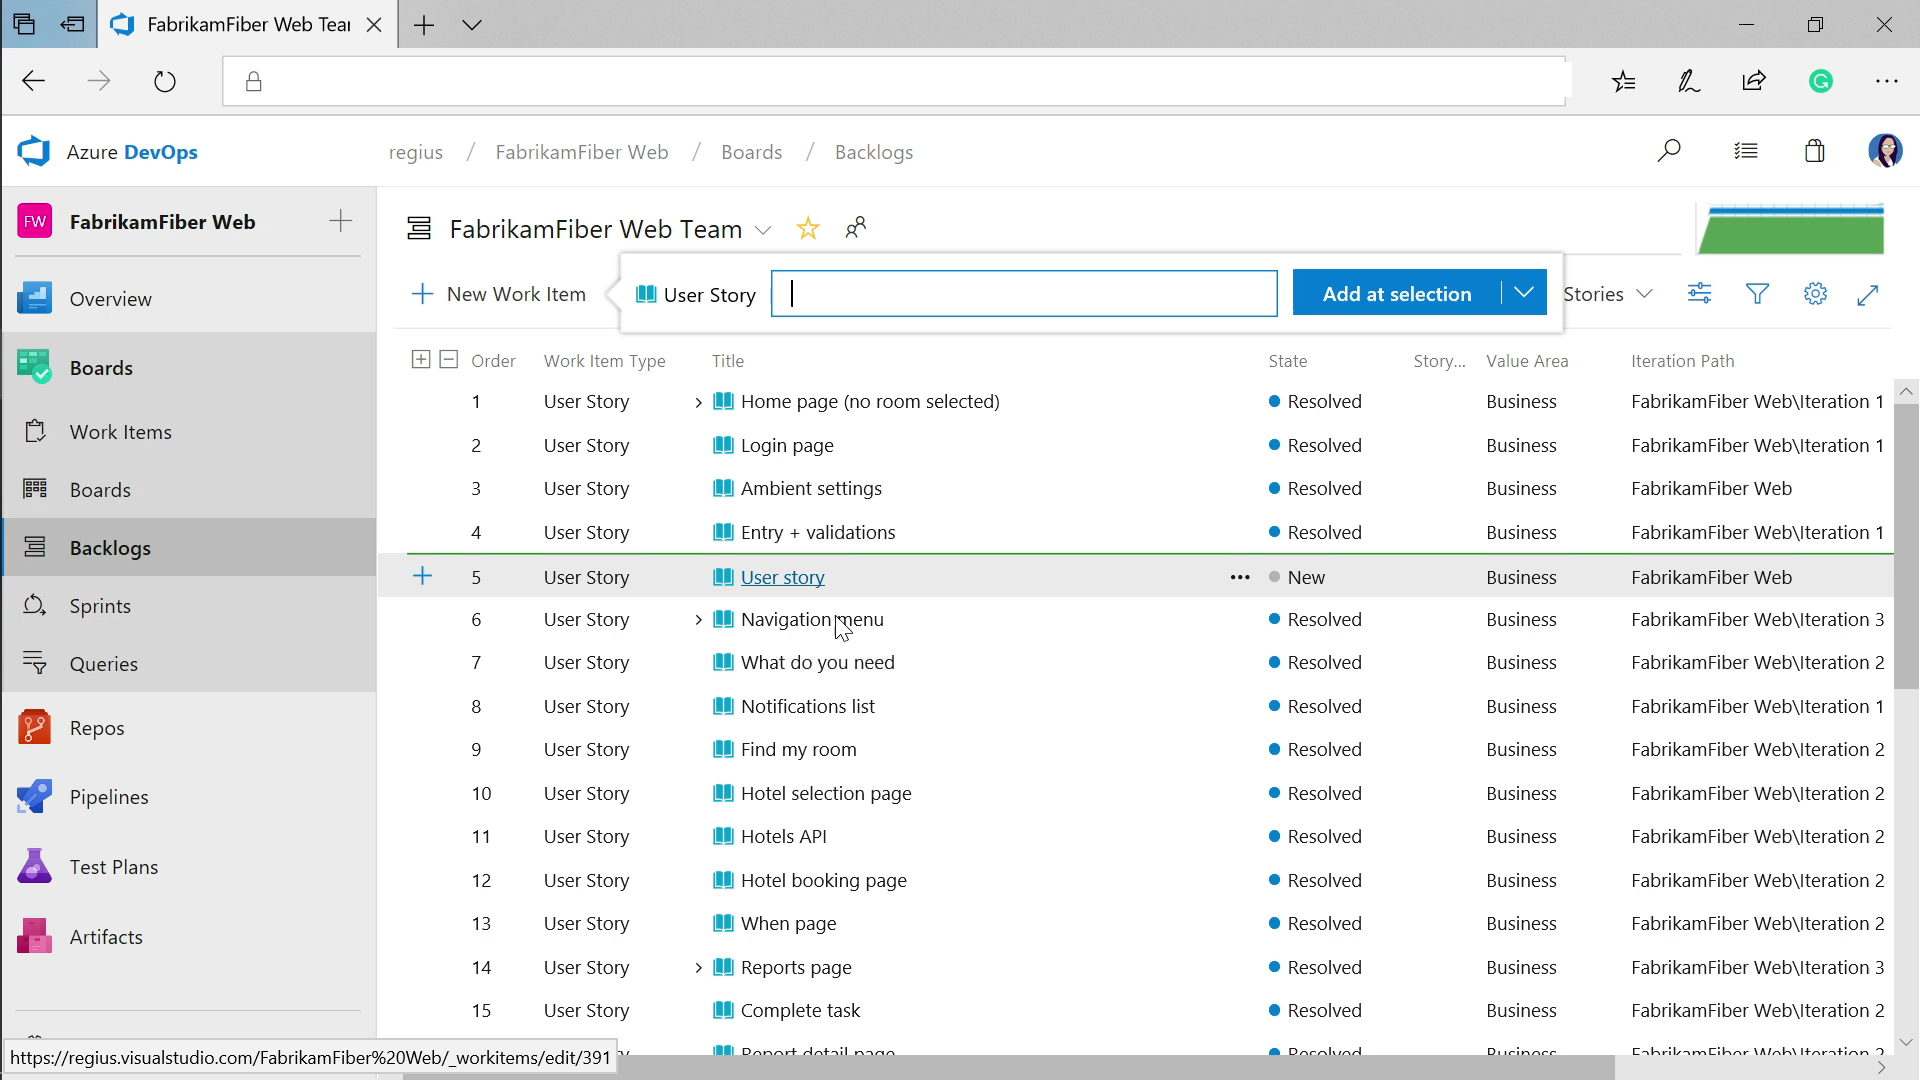 FabrikamFiber Web Tear
Azure DevOps
regius / FabrikamFiber Web / Boards / Backlogs
FW FabrikamFiber Web
Overview
Boards
Work Items
Boards
Backlogs
Sprints
Queries
Repos
Pipelines
Test Plans
Artifacts
https://regius.visualstudio.com/FabrikamFiber%20Web/_workitems/edit/391
FabrikamFiber Web Team
New Work Item User Story Add at selection Stories
Order Work Item Type Title State Story... Value Area Iteration Path
1 User Story Home page (no room selected) Resolved Business FabrikamFiber Web\Iteration 1
2 User Story Login page Resolved Business FabrikamFiber Web\Iteration 1
3 User Story Ambient settings Resolved Business FabrikamFiber Web
4 User Story Entry + validations Resolved Business FabrikamFiber Web\Iteration 1
5 User Story User story ••• New Business FabrikamFiber Web
6 User Story Navigation menu Resolved Business FabrikamFiber Web\Iteration 3
7 User Story What do you need Resolved Business FabrikamFiber Web\Iteration 2
8 User Story Notifications list Resolved Business FabrikamFiber Web\Iteration 1
9 User Story Find my room Resolved Business FabrikamFiber Web\Iteration 2
10 User Story Hotel selection page Resolved Business FabrikamFiber Web\Iteration 2
11 User Story Hotels API Resolved Business FabrikamFiber Web\Iteration 2
12 User Story Hotel booking page Resolved Business FabrikamFiber Web\Iteration 2
13 User Story When page Resolved Business FabrikamFiber Web\Iteration 2
14 User Story Reports page Resolved Business FabrikamFiber Web\Iteration 3
15 User Story Complete task Resolved Business FabrikamFiber Web\Iteration 2
Report detail page Resolved Business FabrikamFiber Web\Iteration 2